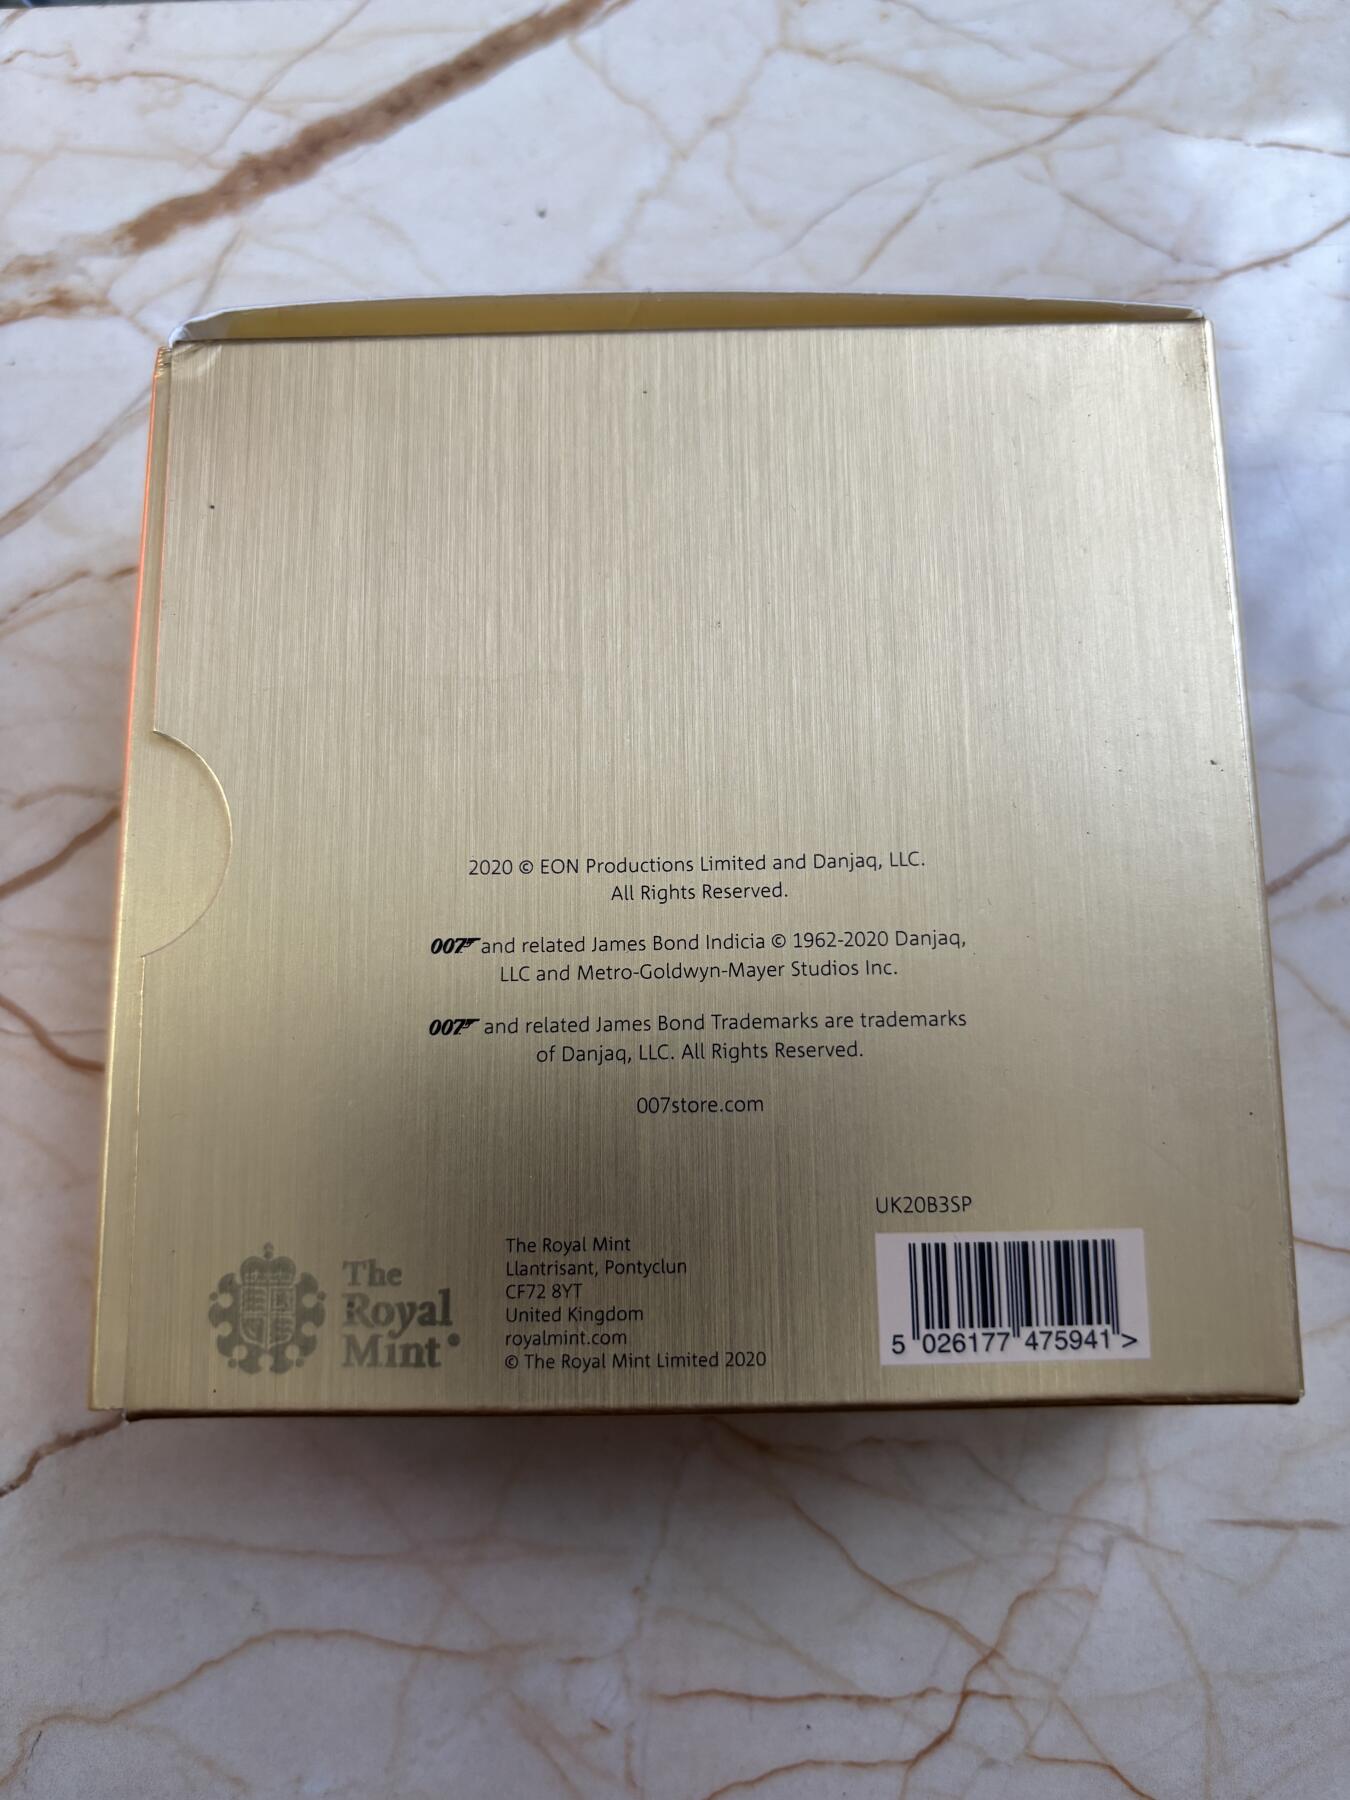 2020 © EON Productions Limited and Danjaq, LLC.
All Rights Reserved.
007 and related James Bond Indicia © 1962-2020 Danjaq,
LLC and Metro-Goldwyn-Mayer Studios Inc.
007 and related James Bond Trademarks are trademarks
of Danjaq, LLC. All Rights Reserved.
007store.com
UK20B3SP
The
Royal
Mint®
The Royal Mint
Llantrisant, Pontyclun
CF72 8YT
United Kingdom
royalmint.com
© The Royal Mint Limited 2020
5 026177 475941 >